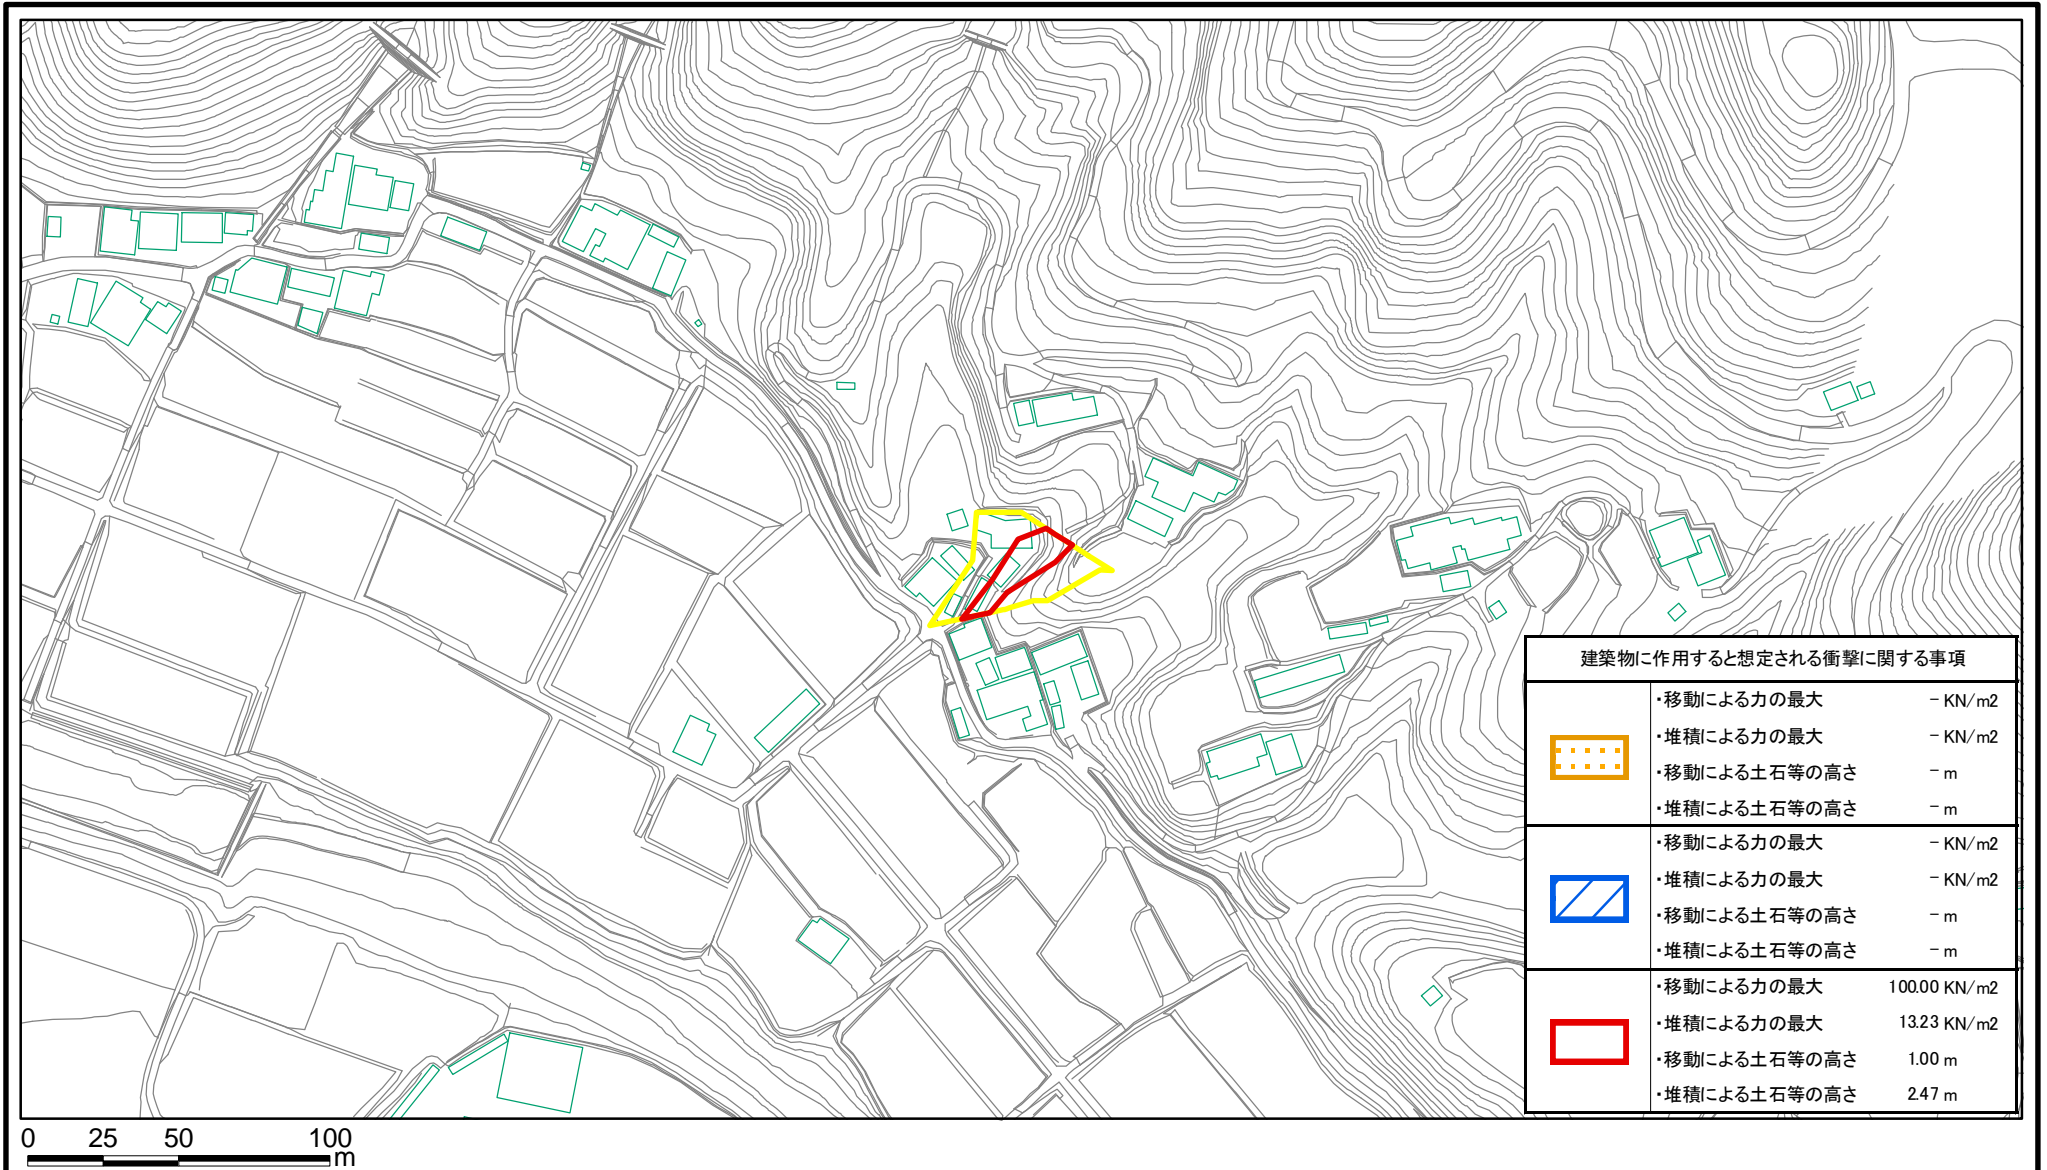 建築物に作用すると想定される衝撃に関する事項
・移動による力の最大 － KN/m2
・堆積による力の最大 － KN/m2
・移動による土石等の高さ － m
・堆積による土石等の高さ － m
・移動による力の最大 － KN/m2
・堆積による力の最大 － KN/m2
・移動による土石等の高さ － m
・堆積による土石等の高さ － m
・移動による力の最大 100.00 KN/m2
・堆積による力の最大 13.23 KN/m2
・移動による土石等の高さ 1.00 m
・堆積による土石等の高さ 2.47 m
0 25 50 100
m